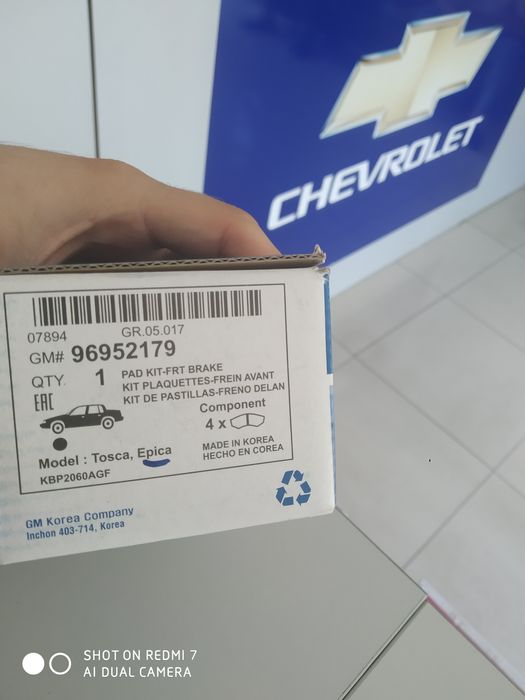 CHEVROLET
07894 GR.05.017
GM# 96952179
QTY. 1 PAD KIT-FRT BRAKE
KIT PLAQUETTES-FREIN AVANT
KIT DE PASTILLAS-FRENO DELAN
EAC
Component
4 x
Model : Tosca, Epica
MADE IN KOREA
HECHO EN COREA
KBP2060AGF
GM Korea Company
Inchon 403-714, Korea
SHOT ON REDMI 7
AI DUAL CAMERA